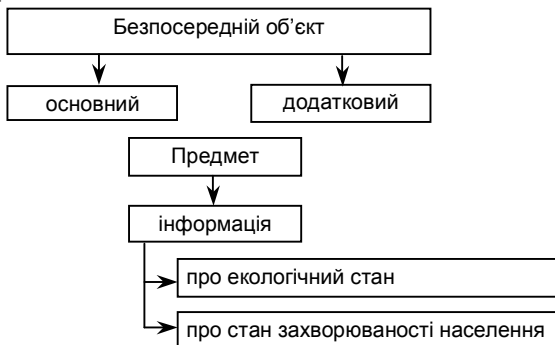 Безпосередній об’єкт
основний
додатковий
Предмет
інформація
про екологічний стан
про стан захворюваності населення